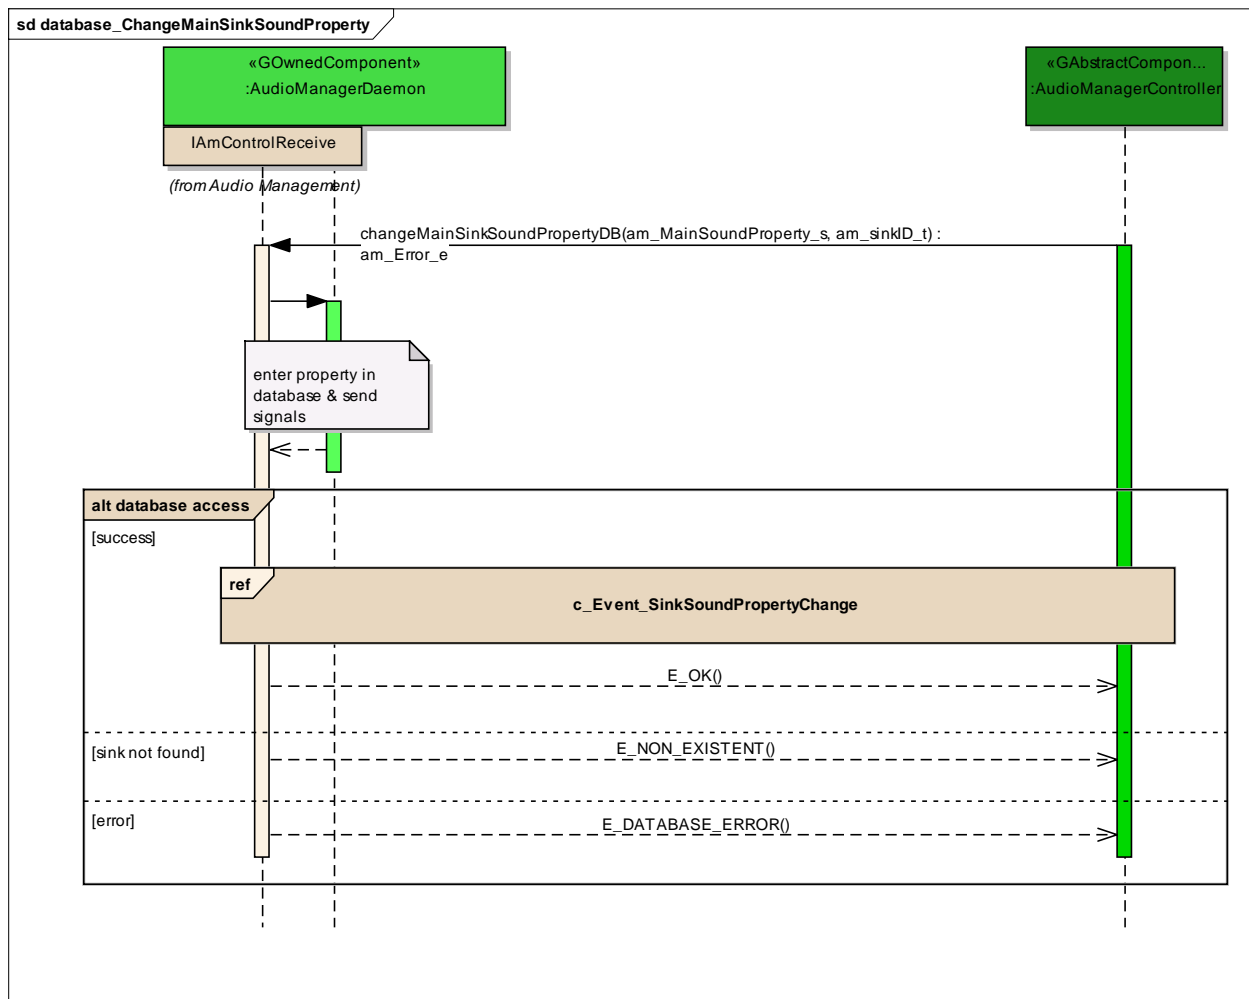 sd database_ChangeMainSinkSoundProperty
«GOwnedComponent»
:AudioManagerDaemon
«GAbstractCompon...
:AudioManagerController
IAmControlReceive
(from Audio Management)
changeMainSinkSoundPropertyDB(am_MainSoundProperty_s, am_sinkID_t) :
am_Error_e
enter property in
database & send
signals
alt database access
[success]
ref
c_Event_SinkSoundPropertyChange
E_OK()
[sink not found]
E_NON_EXISTENT()
[error]
E_DATABASE_ERROR()